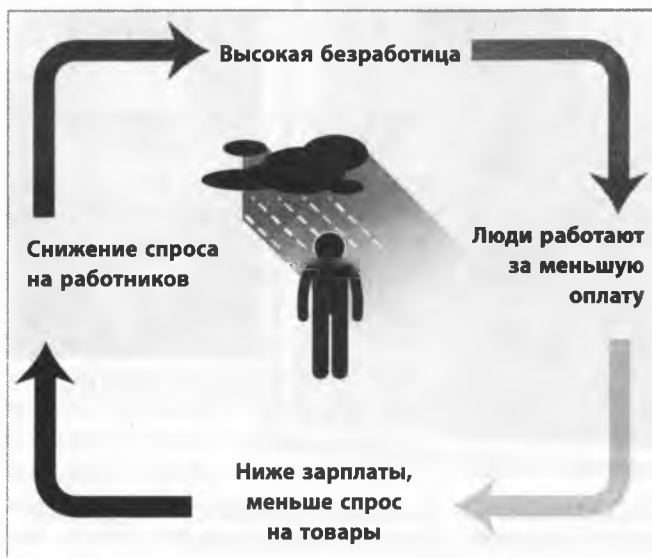 Высокая безработица
Люди работают
за меньшую
оплату
Ниже зарплаты,
меньше спрос
на товары
Снижение спроса
на работников